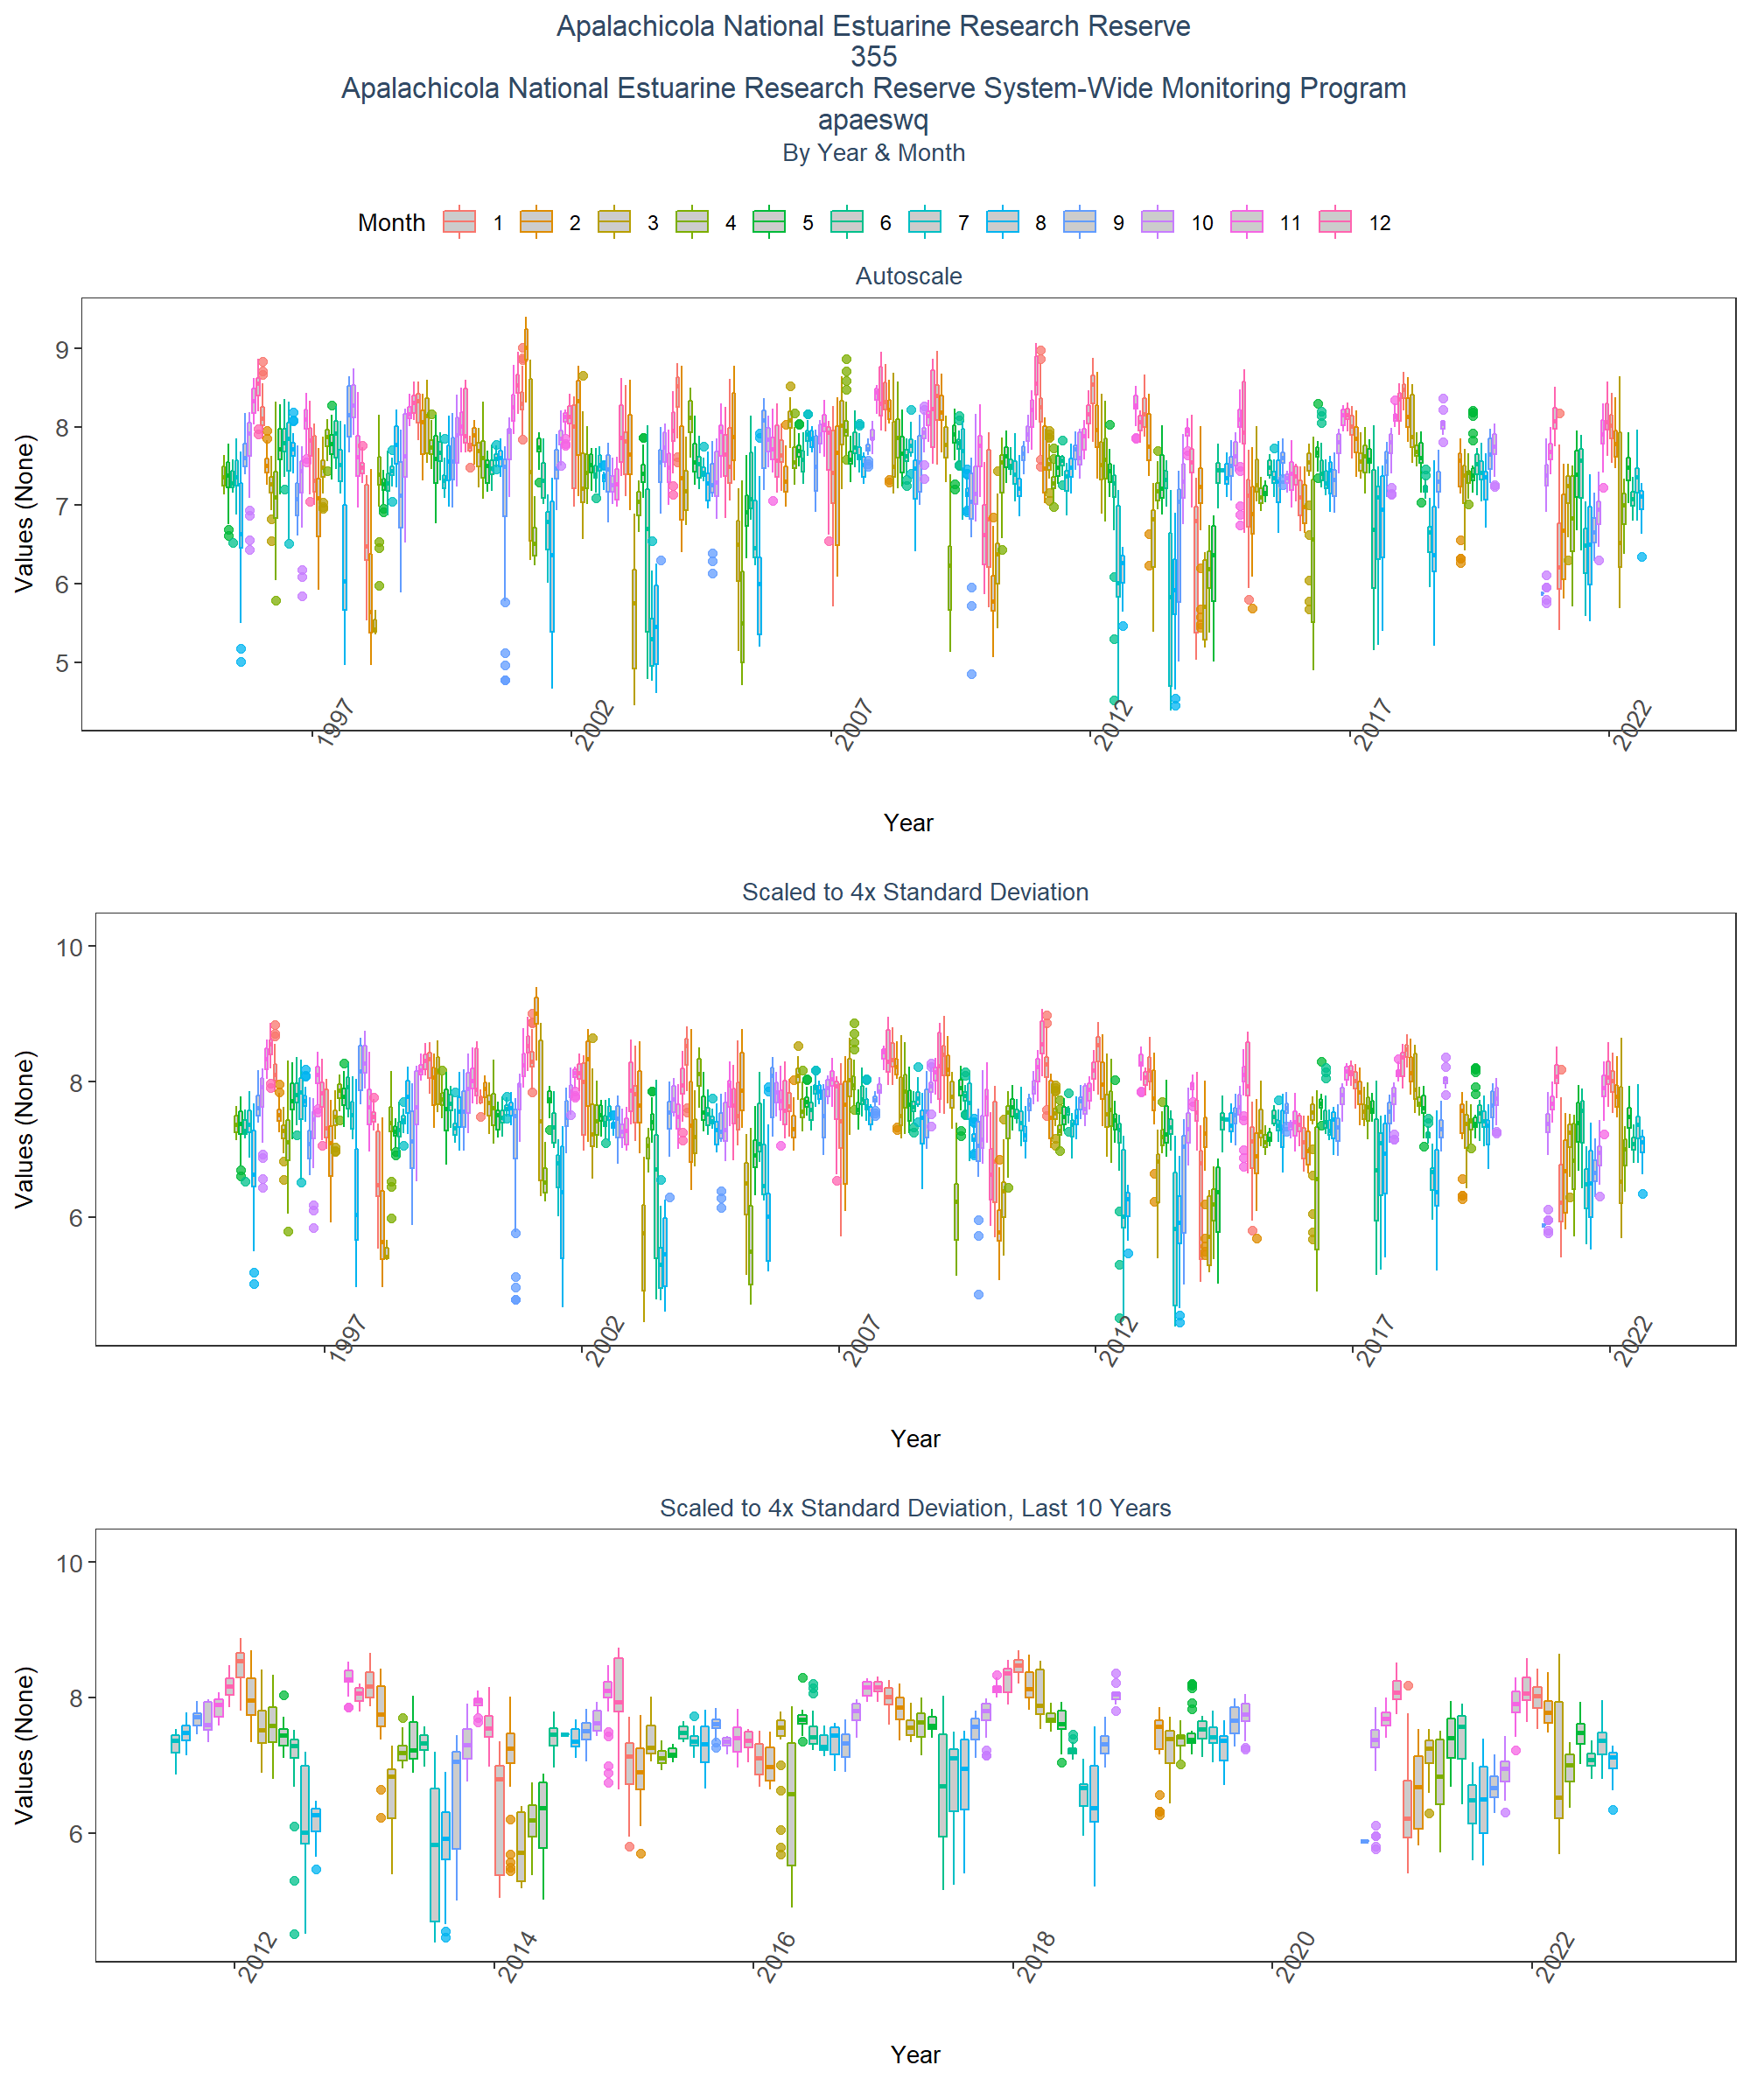 Apalachicola National Estuarine Research Reserve
355
Apalachicola National Estuarine Research Reserve System-Wide Monitoring Program
apaeswq
By Year & Month
Month 1 2 3 4 5 6 7 8 9 10 11 12
Autoscale
Values (None)
9
8
7
6
5
1997 2002 2007 2012 2017 2022
Year
Scaled to 4x Standard Deviation
Values (None)
10
8
6
1997 2002 2007 2012 2017 2022
Year
Scaled to 4x Standard Deviation, Last 10 Years
Values (None)
10
8
6
2012 2014 2016 2018 2020 2022
Year